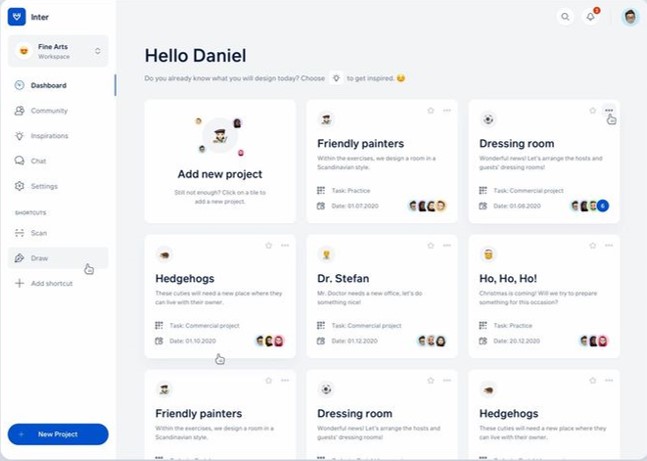 Inter
Fine Arts
Workspace
Dashboard
Community
Inspirations
Chat
Settings
SHORTCUTS
Scan
Draw
Add shortcut
New Project
3
Hello Daniel
Do you already know what you will design today? Choose to get inspired.
Add new project
Still not enough? Click on a tile to
add a new project.
Friendly painters
Within the exercises, we design a room in a
Scandinavian style.
Task: Practice
Date: 01.07.2020
Dressing room
Wonderful news! Let's arrange the hosts and
guests' dressing rooms!
Task: Commercial project
Date: 01.08.2020
6
Hedgehogs
These cuties will need a new place where they
can live with their owner.
Task: Commercial project
Date: 01.10.2020
Dr. Stefan
Mr. Doctor needs a new office, let's do
something nice!
Task: Commercial project
Date: 01.12.2020
Ho, Ho, Ho!
Christmas is coming! Will we try to prepare
something for this occasion?
Task: Practice
Date: 20.12.2020
Friendly painters
Within the exercises, we design a room in a
Scandinavian style.
Dressing room
Wonderful news! Let's arrange the hosts and
guests' dressing rooms!
Hedgehogs
These cuties will need a new place where they
can live with their owner.